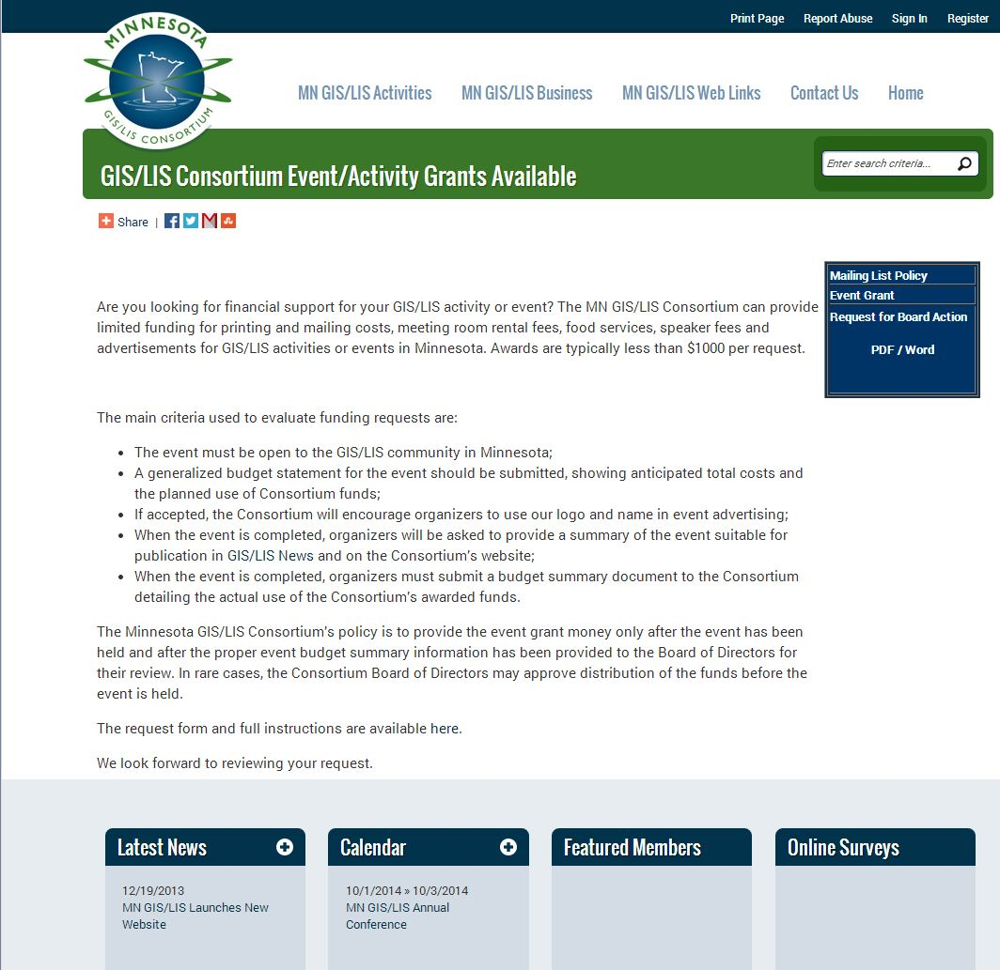 Print Page Report Abuse Sign In Register
MINNESOTA
GIS/LIS CONSORTIUM
MN GIS/LIS Activities MN GIS/LIS Business MN GIS/LIS Web Links Contact Us Home
GIS/LIS Consortium Event/Activity Grants Available
Enter search criteria...
Share |
Mailing List Policy
Event Grant
Request for Board Action
PDF / Word
Are you looking for financial support for your GIS/LIS activity or event? The MN GIS/LIS Consortium can provide
limited funding for printing and mailing costs, meeting room rental fees, food services, speaker fees and
advertisements for GIS/LIS activities or events in Minnesota. Awards are typically less than $1000 per request.
The main criteria used to evaluate funding requests are:
• The event must be open to the GIS/LIS community in Minnesota;
• A generalized budget statement for the event should be submitted, showing anticipated total costs and
the planned use of Consortium funds;
• If accepted, the Consortium will encourage organizers to use our logo and name in event advertising;
• When the event is completed, organizers will be asked to provide a summary of the event suitable for
publication in GIS/LIS News and on the Consortium's website;
• When the event is completed, organizers must submit a budget summary document to the Consortium
detailing the actual use of the Consortium's awarded funds.
The Minnesota GIS/LIS Consortium's policy is to provide the event grant money only after the event has been
held and after the proper event budget summary information has been provided to the Board of Directors for
their review. In rare cases, the Consortium Board of Directors may approve distribution of the funds before the
event is held.
The request form and full instructions are available here.
We look forward to reviewing your request.
Latest News
12/19/2013
MN GIS/LIS Launches New
Website
Calendar
10/1/2014 » 10/3/2014
MN GIS/LIS Annual
Conference
Featured Members
Online Surveys